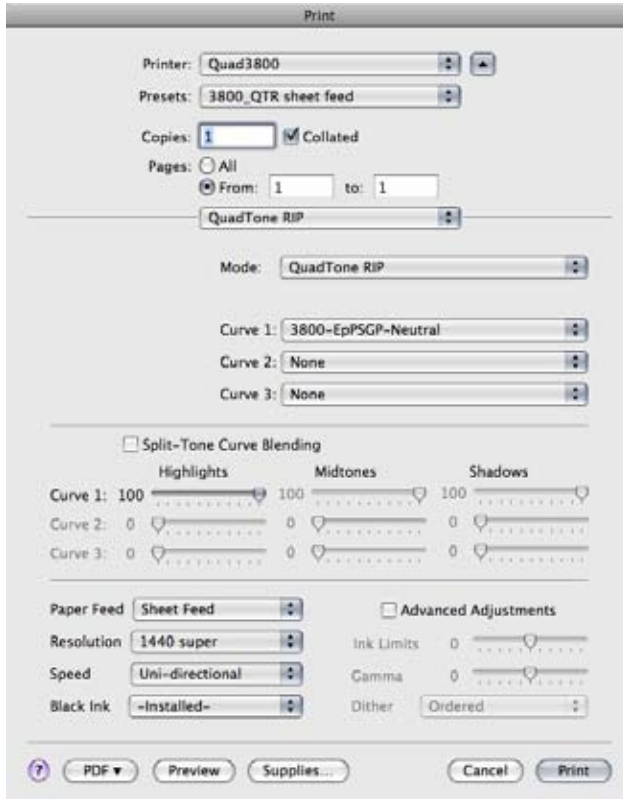 Print
Printer: Quad3800
Presets: 3800_QTR sheet feed
Copies: 1 Collated
Pages: All
From: 1 to: 1
QuadTone RIP
Mode: QuadTone RIP
Curve 1: 3800-EpPSGP-Neutral
Curve 2: None
Curve 3: None
Split-Tone Curve Blending
Highlights Midtones Shadows
Curve 1: 100 100 100
Curve 2: 0 0 0
Curve 3: 0 0 0
Paper Feed Sheet Feed Advanced Adjustments
Resolution 1440 super Ink Limits 0
Speed Uni-directional Gamma 0
Black Ink -Installed- Dither Ordered
? PDF ▾ Preview Supplies... Cancel Print